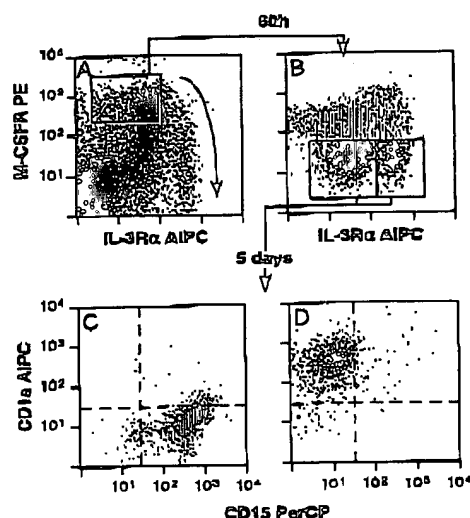 60h
A
B
M-CSFR PE
10⁴
10³
10²
10¹
IL-3Rα APC
IL-3Rα APC
5 days
C
D
CD1a APC
10⁴
10³
10²
10¹
10¹ 10² 10³ 10⁴
10¹ 10² 10³ 10⁴
CD15 PerCP